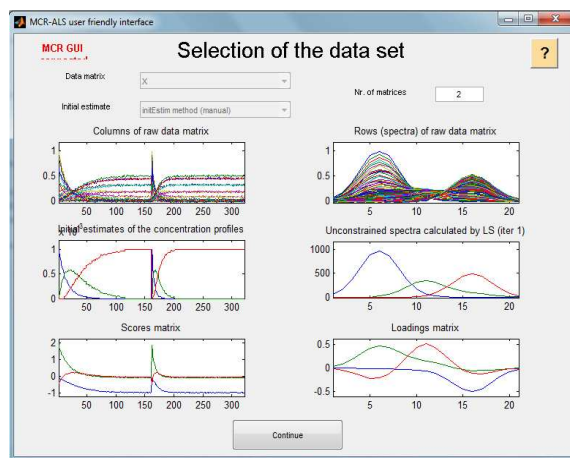 MCR-ALS user friendly interface
MCR GUI
connected
Selection of the data set
?
Data matrix
X
Nr. of matrices
2
Initial estimate
initEstim method (manual)
Columns of raw data matrix
1
0.5
0
50 100 150 200 250 300
Rows (spectra) of raw data matrix
1
0.5
0
5 10 15 20
Initial estimates of the concentration profiles
1
0.5
0
50 100 150 200 250 300
Unconstrained spectra calculated by LS (iter 1)
1000
500
0
5 10 15 20
Scores matrix
2
1
0
-1
50 100 150 200 250 300
Loadings matrix
0.5
0
-0.5
5 10 15 20
Continue